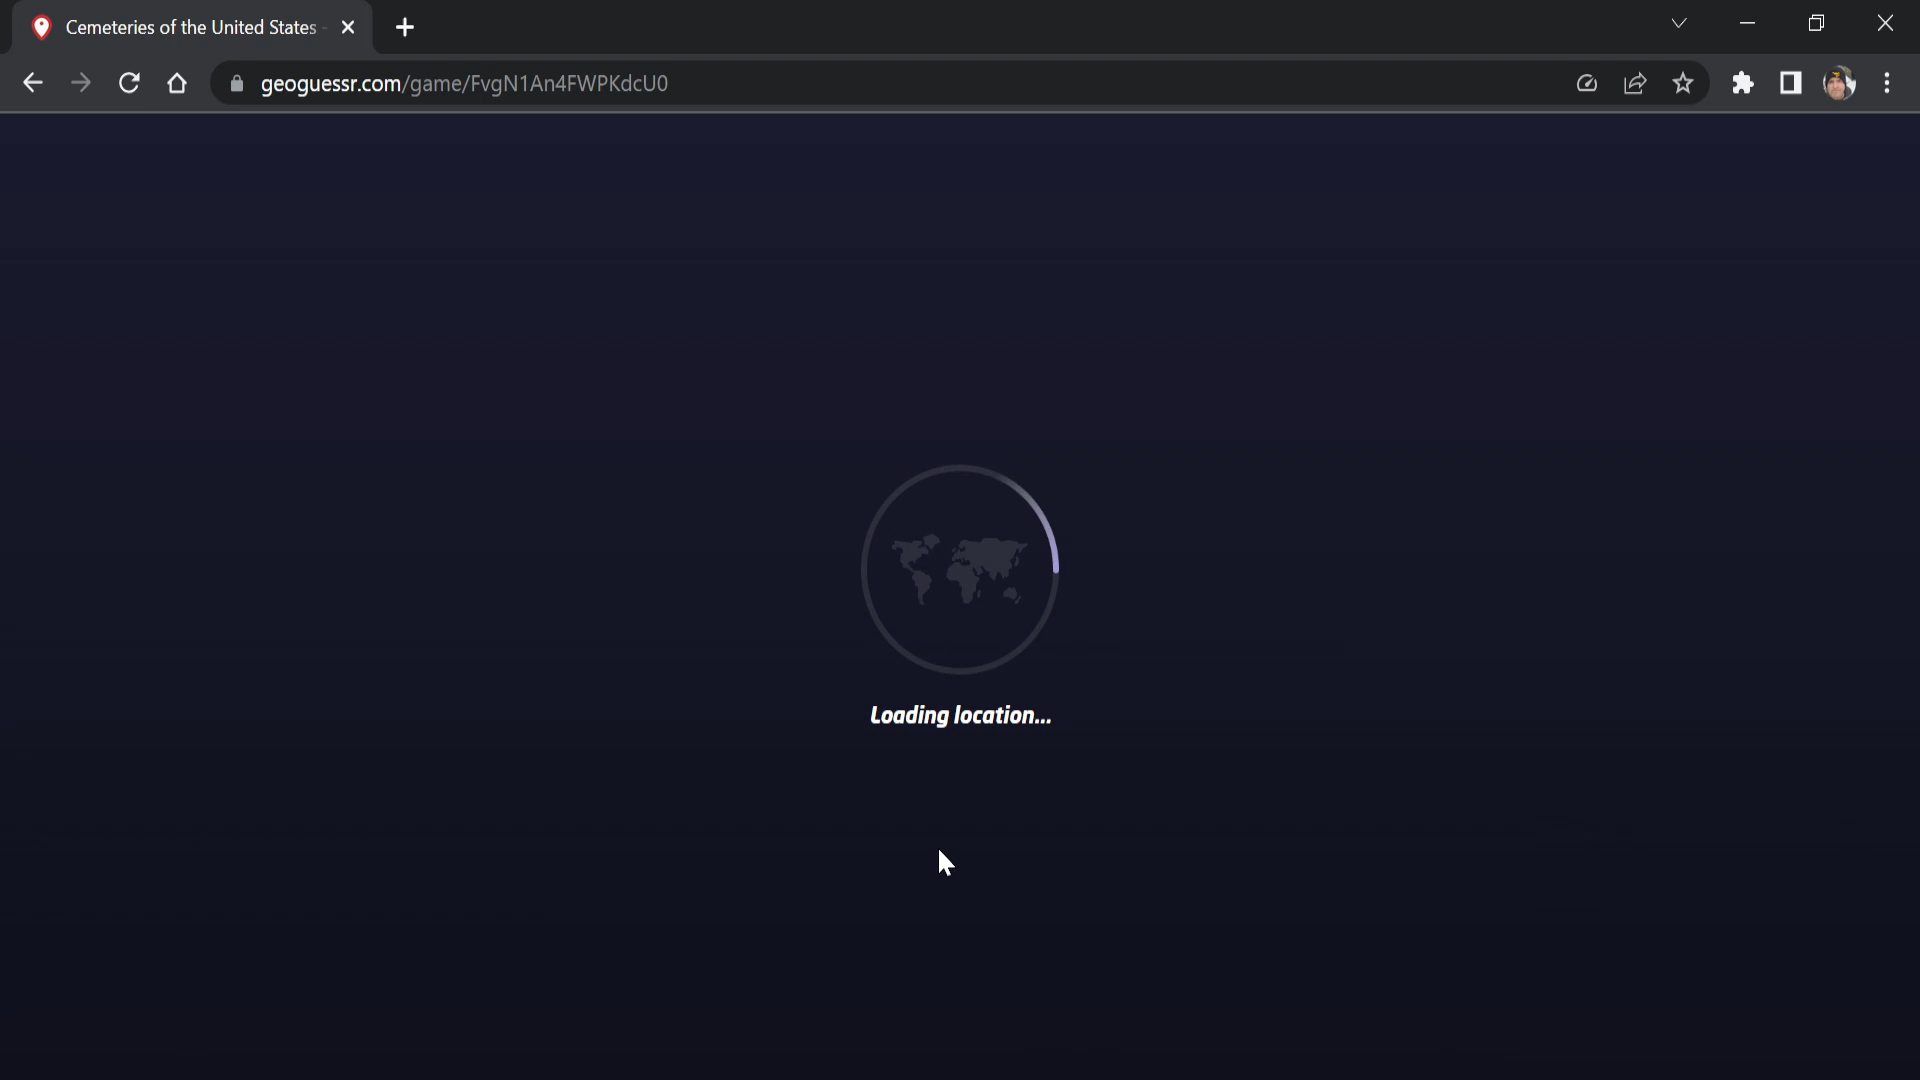 Cemeteries of the United States -
geoguessr.com/game/FvgN1An4FWPKdcU0
Loading location...